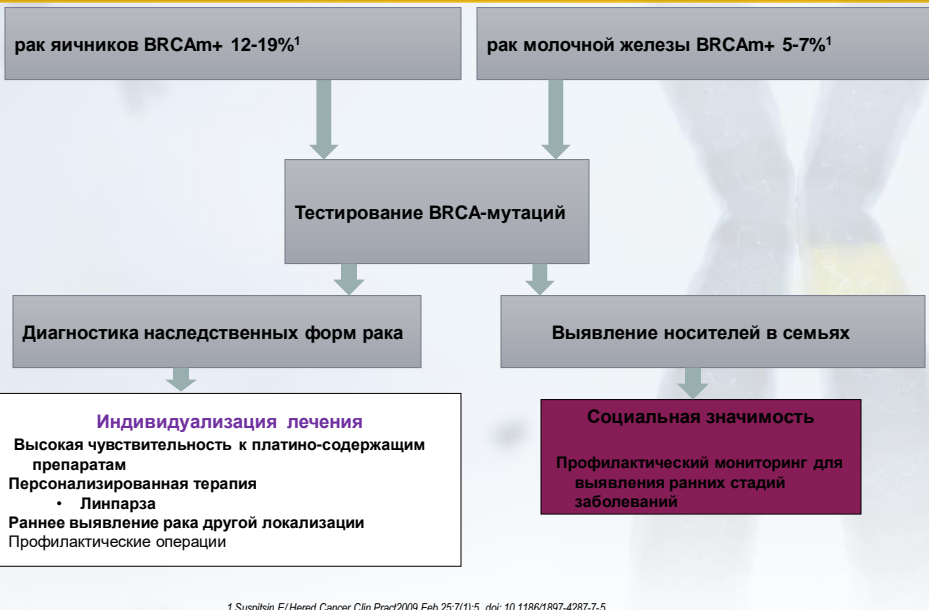 рак яичников BRCAm+ 12-19%¹
рак молочной железы BRCAm+ 5-7%¹
Тестирование BRCA-мутаций
Диагностика наследственных форм рака
Выявление носителей в семьях
Индивидуализация лечения
Высокая чувствительность к платино-содержащим
препаратам
Персонализированная терапия
• Линпарза
Раннее выявление рака другой локализации
Профилактические операции
Социальная значимость
Профилактический мониторинг для
выявления ранних стадий
заболеваний
1.Suspitsin E/ Hered Cancer Clin Pract2009 Feb 25;7(1):5. doi: 10.1186/1897-4287-7-5